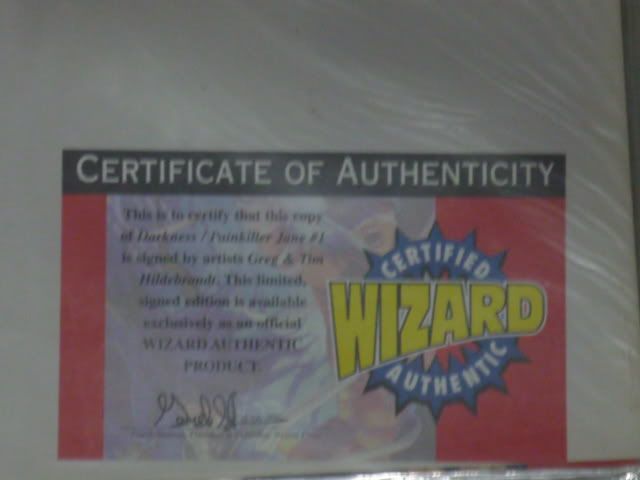 CERTIFICATE OF AUTHENTICITY
This is to certify that this copy
of Darkness / Painkiller Jane #1
is signed by artists Greg & Tim
Hildebrandt. This limited,
signed edition is available
exclusively as an official
WIZARD AUTHENTIC
PRODUCT.
CERTIFIED
WIZARD
AUTHENTIC